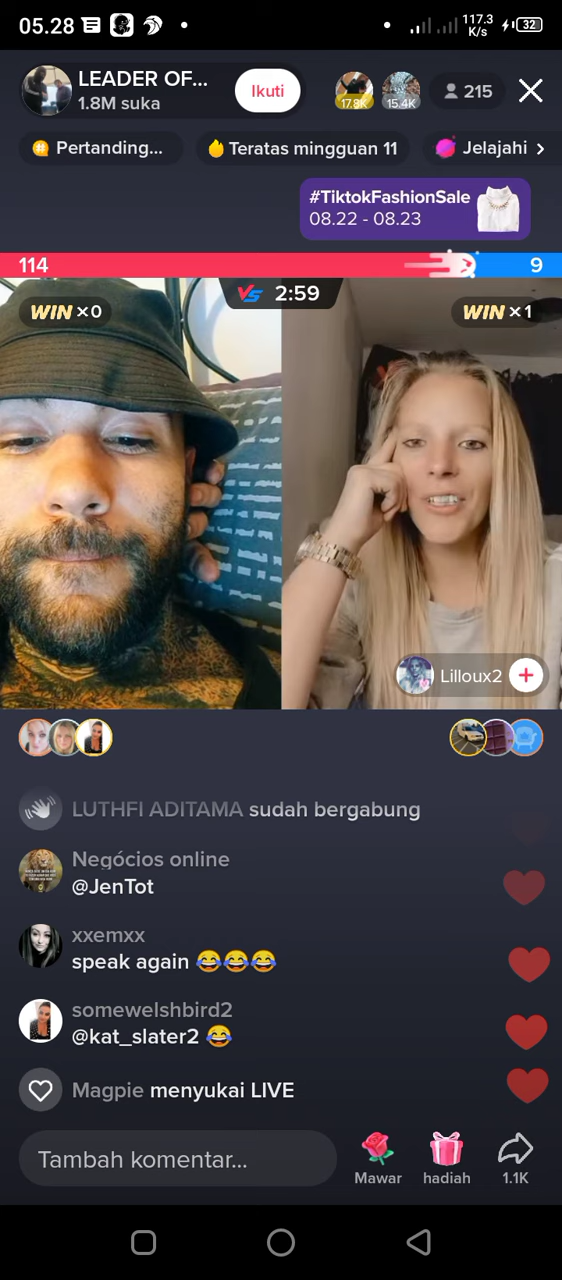 05.28
117.3
K/s
32
LEADER OF...
1.8M suka
Ikuti
17.8K
15.4K
215
Pertanding...
Teratas mingguan 11
Jelajahi >
#TiktokFashionSale
08.22 - 08.23
114
9
VS 2:59
WIN ×0
WIN ×1
Lilloux2 +
LUTHFI ADITAMA sudah bergabung
Negócios online
@JenTot
xxemxx
speak again 😂😂😂
somewelshbird2
@kat_slater2 😂
Magpie menyukai LIVE
Tambah komentar...
Mawar
hadiah
1.1K